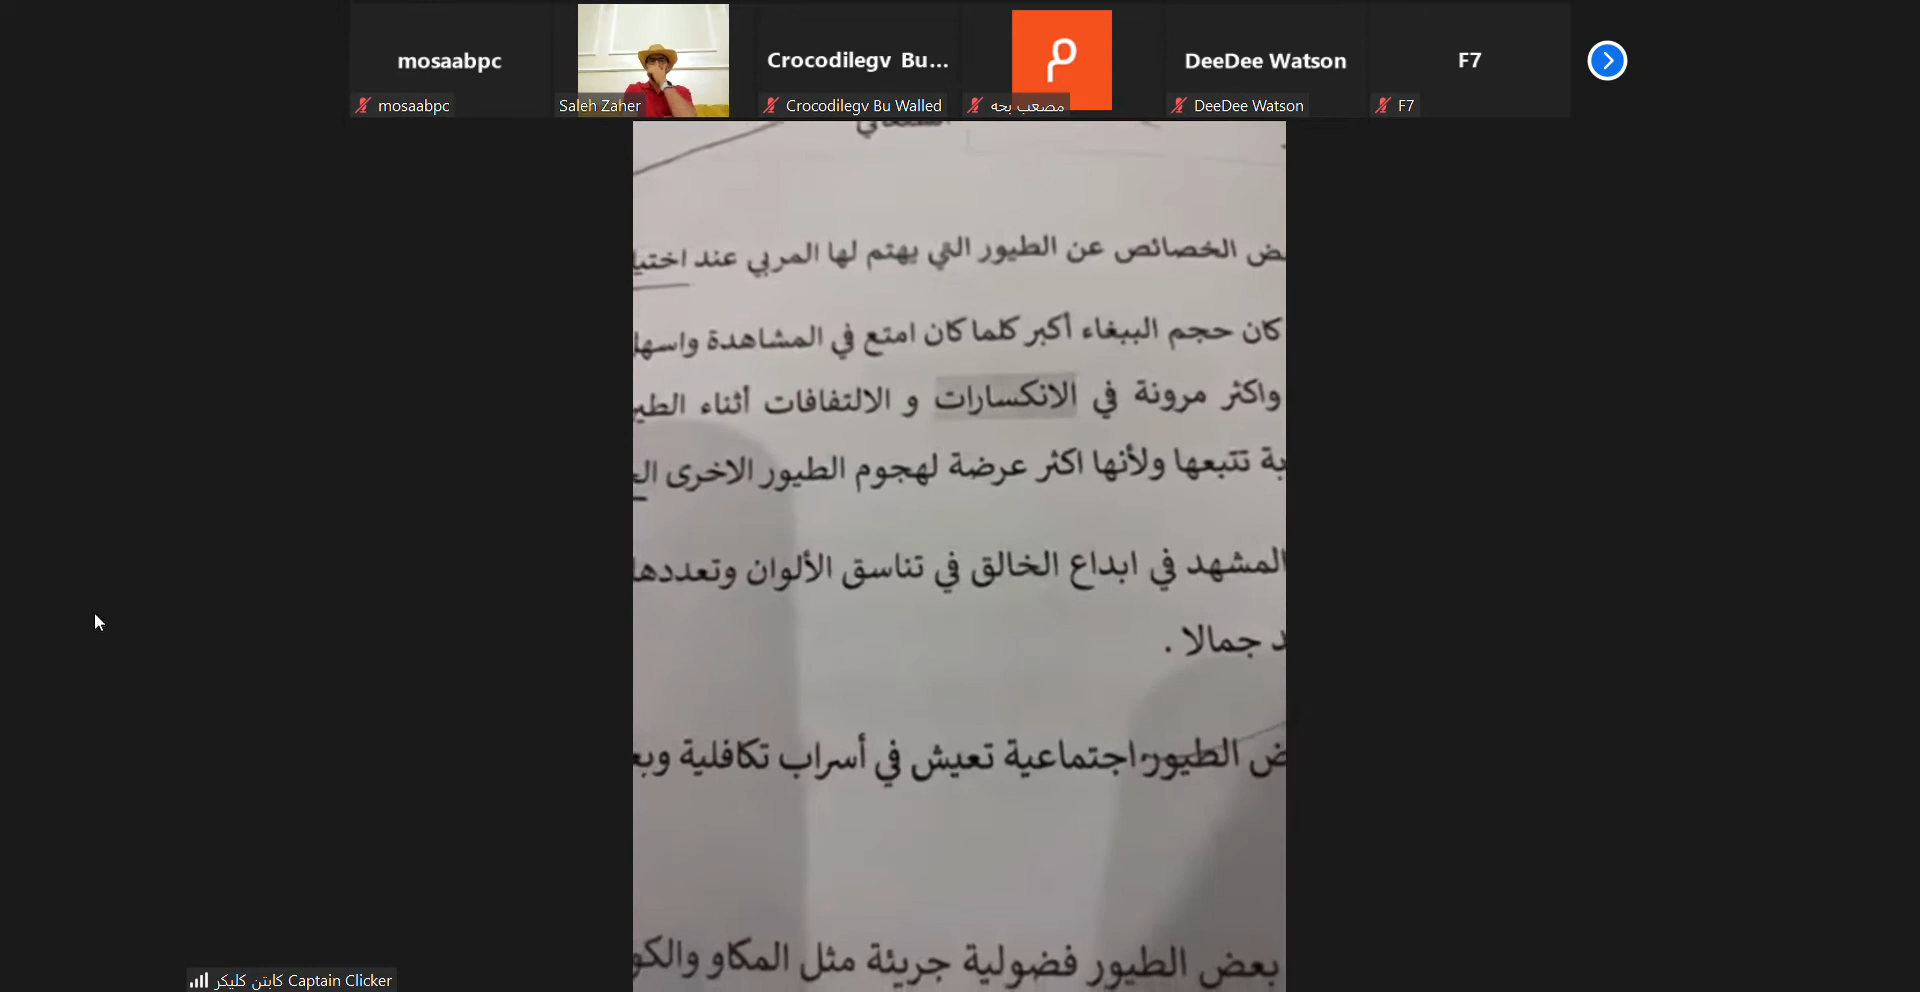 mosaabpc
Crocodilegv Bu...
م
DeeDee Watson
F7
mosaabpc
Saleh Zaher
Crocodilegv Bu Walled
مصعب بحه
DeeDee Watson
F7
الخصائص عن الطيور التي يهتم لها المربي عند
كان حجم الببغاء أكبر كلما كان امتع في المشاهدة
واكثر مرونة في الانكسارات و الالتفافات أثناء
تتبعها ولأنها اكثر عرضة لهجوم الطيور الاخرى
المشهد في ابداع الخالق في تناسق الألوان وتعددها
جمالا .
الطيور اجتماعية تعيش في أسراب تكافلية
بعض الطيور فضولية جريئة مثل المكاو
كابتن كليكر Captain Clicker